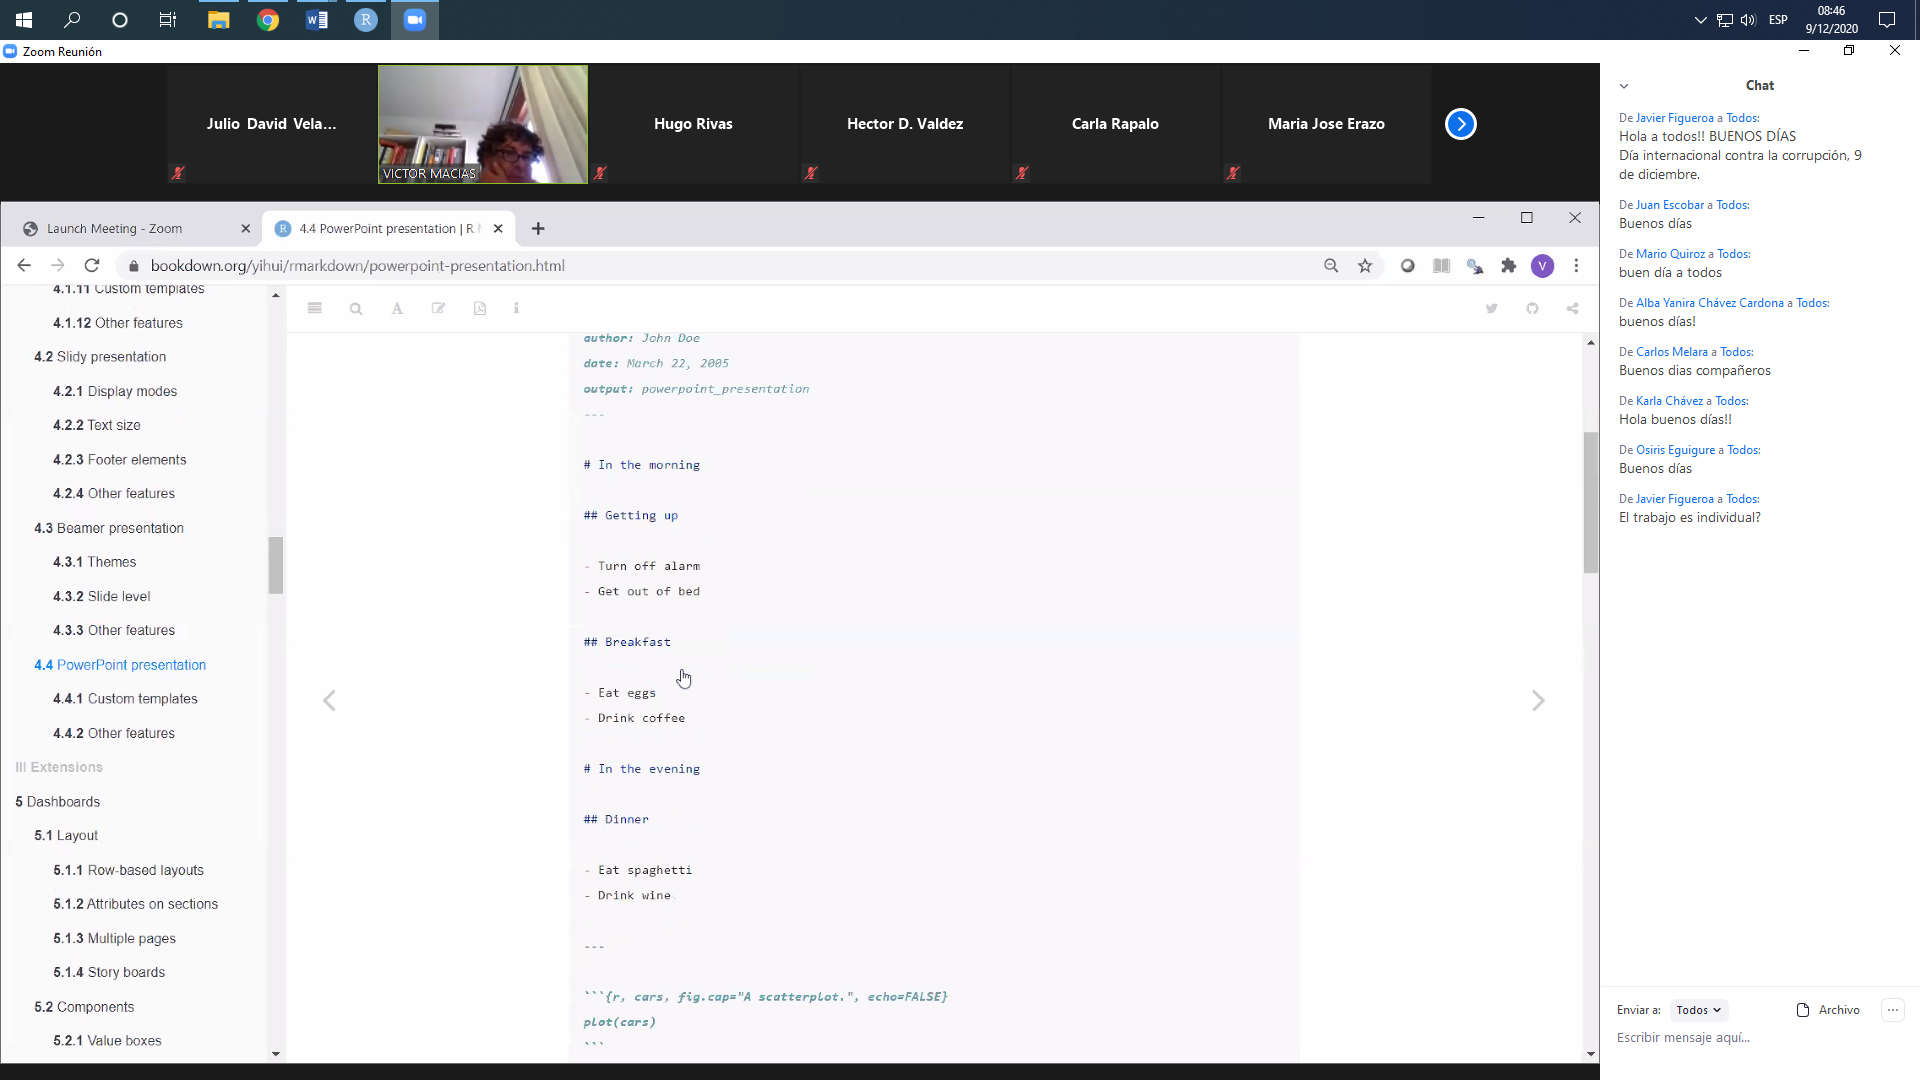 ESP
08:46
9/12/2020
Zoom Reunión
Julio David Vela...
VICTOR MACIAS
Hugo Rivas
Hector D. Valdez
Carla Rapalo
Maria Jose Erazo
Launch Meeting - Zoom
4.4 PowerPoint presentation | R M
bookdown.org/yihui/rmarkdown/powerpoint-presentation.html
V
4.1.11 Custom templates
4.1.12 Other features
4.2 Slidy presentation
4.2.1 Display modes
4.2.2 Text size
4.2.3 Footer elements
4.2.4 Other features
4.3 Beamer presentation
4.3.1 Themes
4.3.2 Slide level
4.3.3 Other features
4.4 PowerPoint presentation
4.4.1 Custom templates
4.4.2 Other features
III Extensions
5 Dashboards
5.1 Layout
5.1.1 Row-based layouts
5.1.2 Attributes on sections
5.1.3 Multiple pages
5.1.4 Story boards
5.2 Components
5.2.1 Value boxes
author: John Doe
date: March 22, 2005
output: powerpoint_presentation
---
# In the morning
## Getting up
- Turn off alarm
- Get out of bed
## Breakfast
- Eat eggs
- Drink coffee
# In the evening
## Dinner
- Eat spaghetti
- Drink wine
---
```{r, cars, fig.cap="A scatterplot.", echo=FALSE}
plot(cars)
```
Chat
De Javier Figueroa a Todos:
Hola a todos!! BUENOS DÍAS
Día internacional contra la corrupción, 9
de diciembre.
De Juan Escobar a Todos:
Buenos días
De Mario Quiroz a Todos:
buen día a todos
De Alba Yanira Chávez Cardona a Todos:
buenos días!
De Carlos Melara a Todos:
Buenos dias compañeros
De Karla Chávez a Todos:
Hola buenos días!!
De Osiris Eguigure a Todos:
Buenos días
De Javier Figueroa a Todos:
El trabajo es individual?
Enviar a: Todos
Archivo
Escribir mensaje aquí...